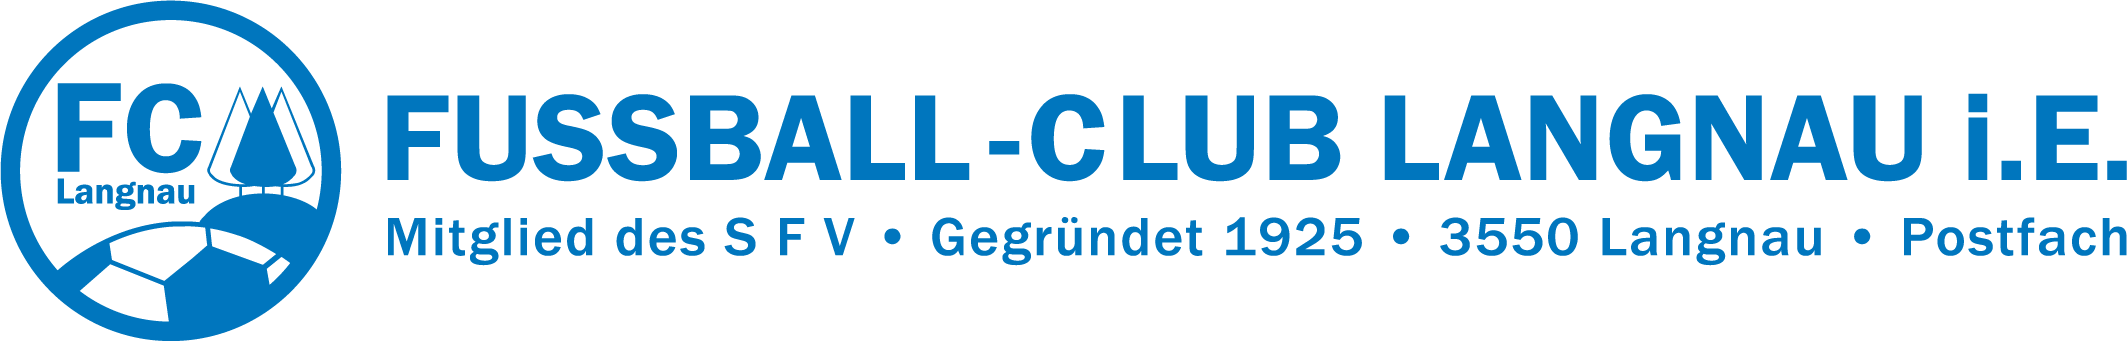 FC
Langnau
FUSSBALL-CLUB LANGNAU i.E.
Mitglied des S F V • Gegründet 1925 • 3550 Langnau • Postfach